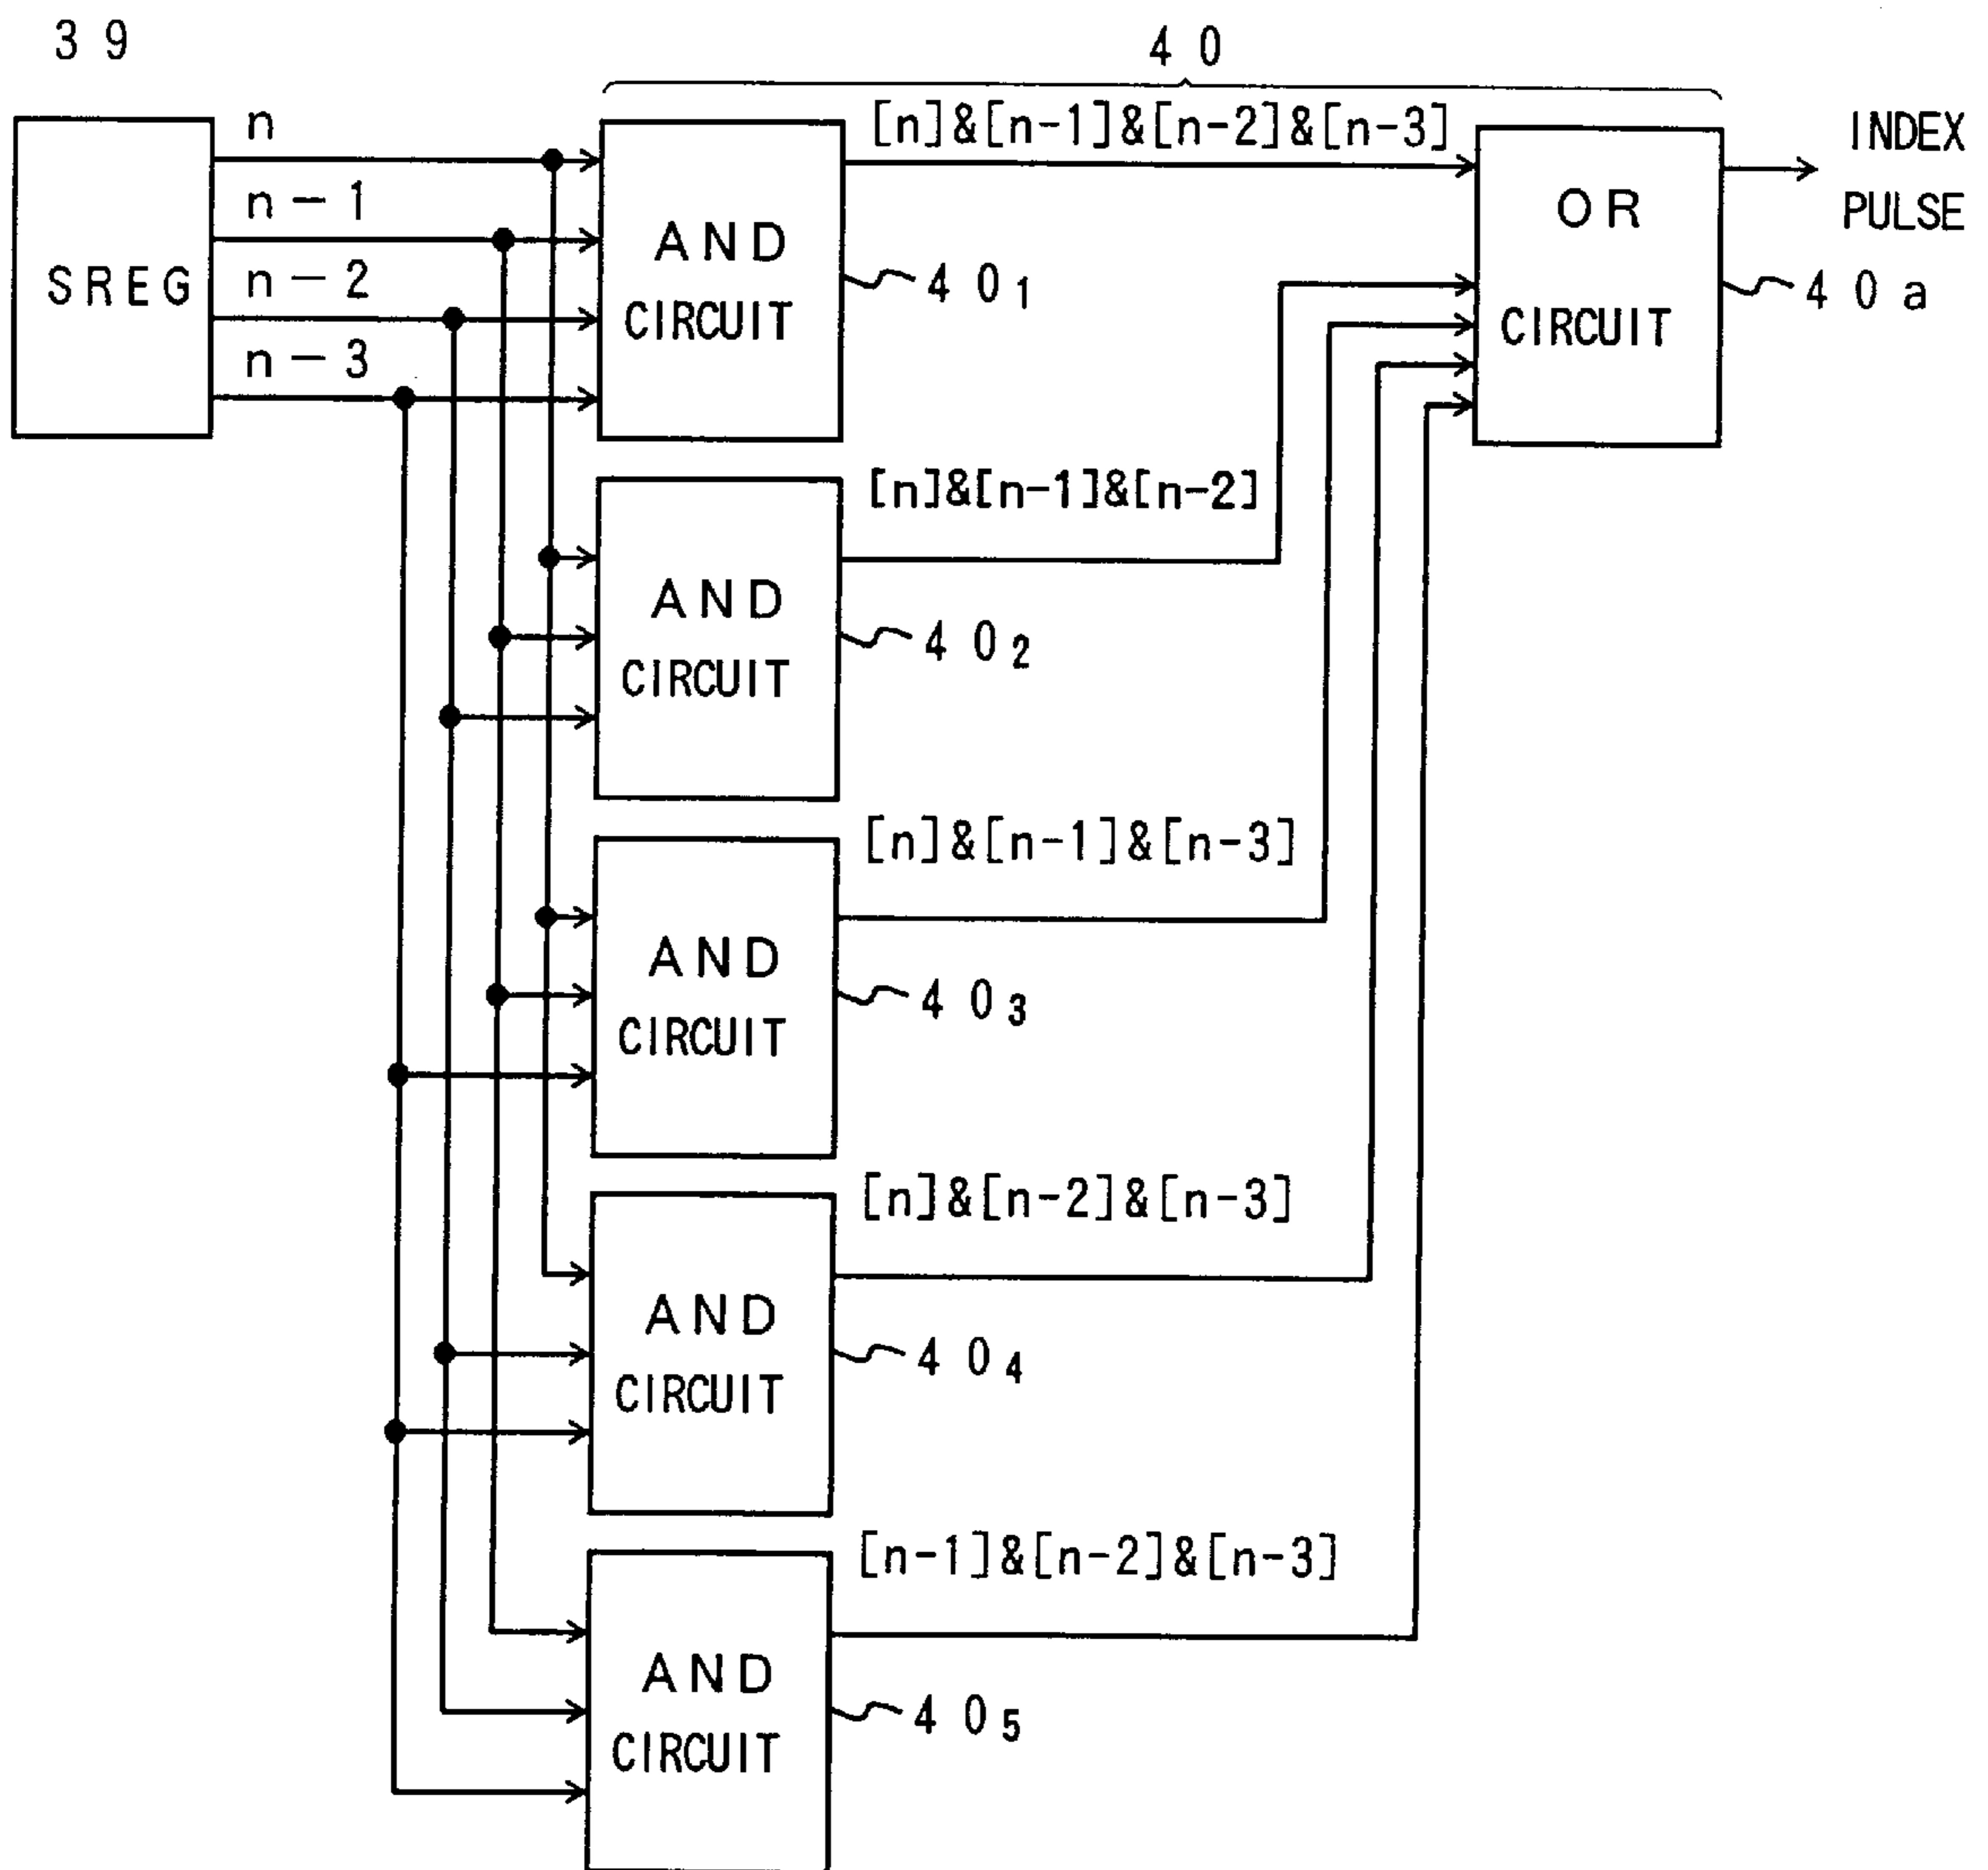 39
40
n
n-1
n-2
n-3
SREG
AND
CIRCUIT
40₁
[n]&[n-1]&[n-2]&[n-3]
OR
CIRCUIT
40a
INDEX
PULSE
[n]&[n-1]&[n-2]
AND
CIRCUIT
40₂
[n]&[n-1]&[n-3]
AND
CIRCUIT
40₃
[n]&[n-2]&[n-3]
AND
CIRCUIT
40₄
[n-1]&[n-2]&[n-3]
AND
CIRCUIT
40₅